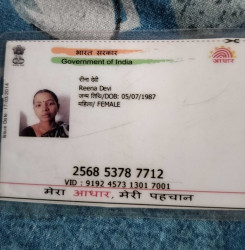 भारत सरकार
Government of India
आधार
रीना देवी
Reena Devi
जन्म तिथि/DOB: 05/07/1987
महिला/ FEMALE
2568 5378 7712
VID : 9192 4573 1301 7001
मेरा आधार, मेरी पहचान